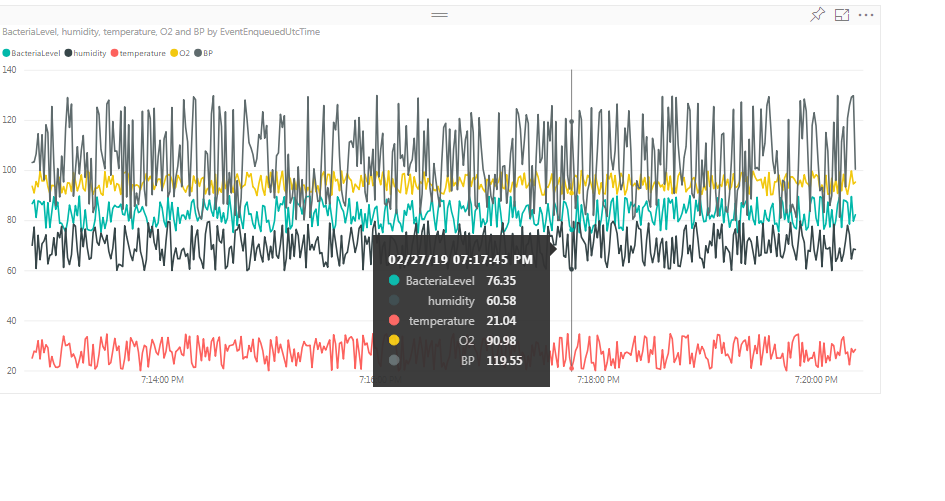 BacteriaLevel, humidity, temperature, O2 and BP by EventEnqueuedUtcTime
BacteriaLevel humidity temperature O2 BP
140
120
100
80
60
40
20
02/27/19 07:17:45 PM
BacteriaLevel 76.35
humidity 60.58
temperature 21.04
O2 90.98
BP 119.55
7:14:00 PM 7:16 7:18:00 PM 7:20:00 PM